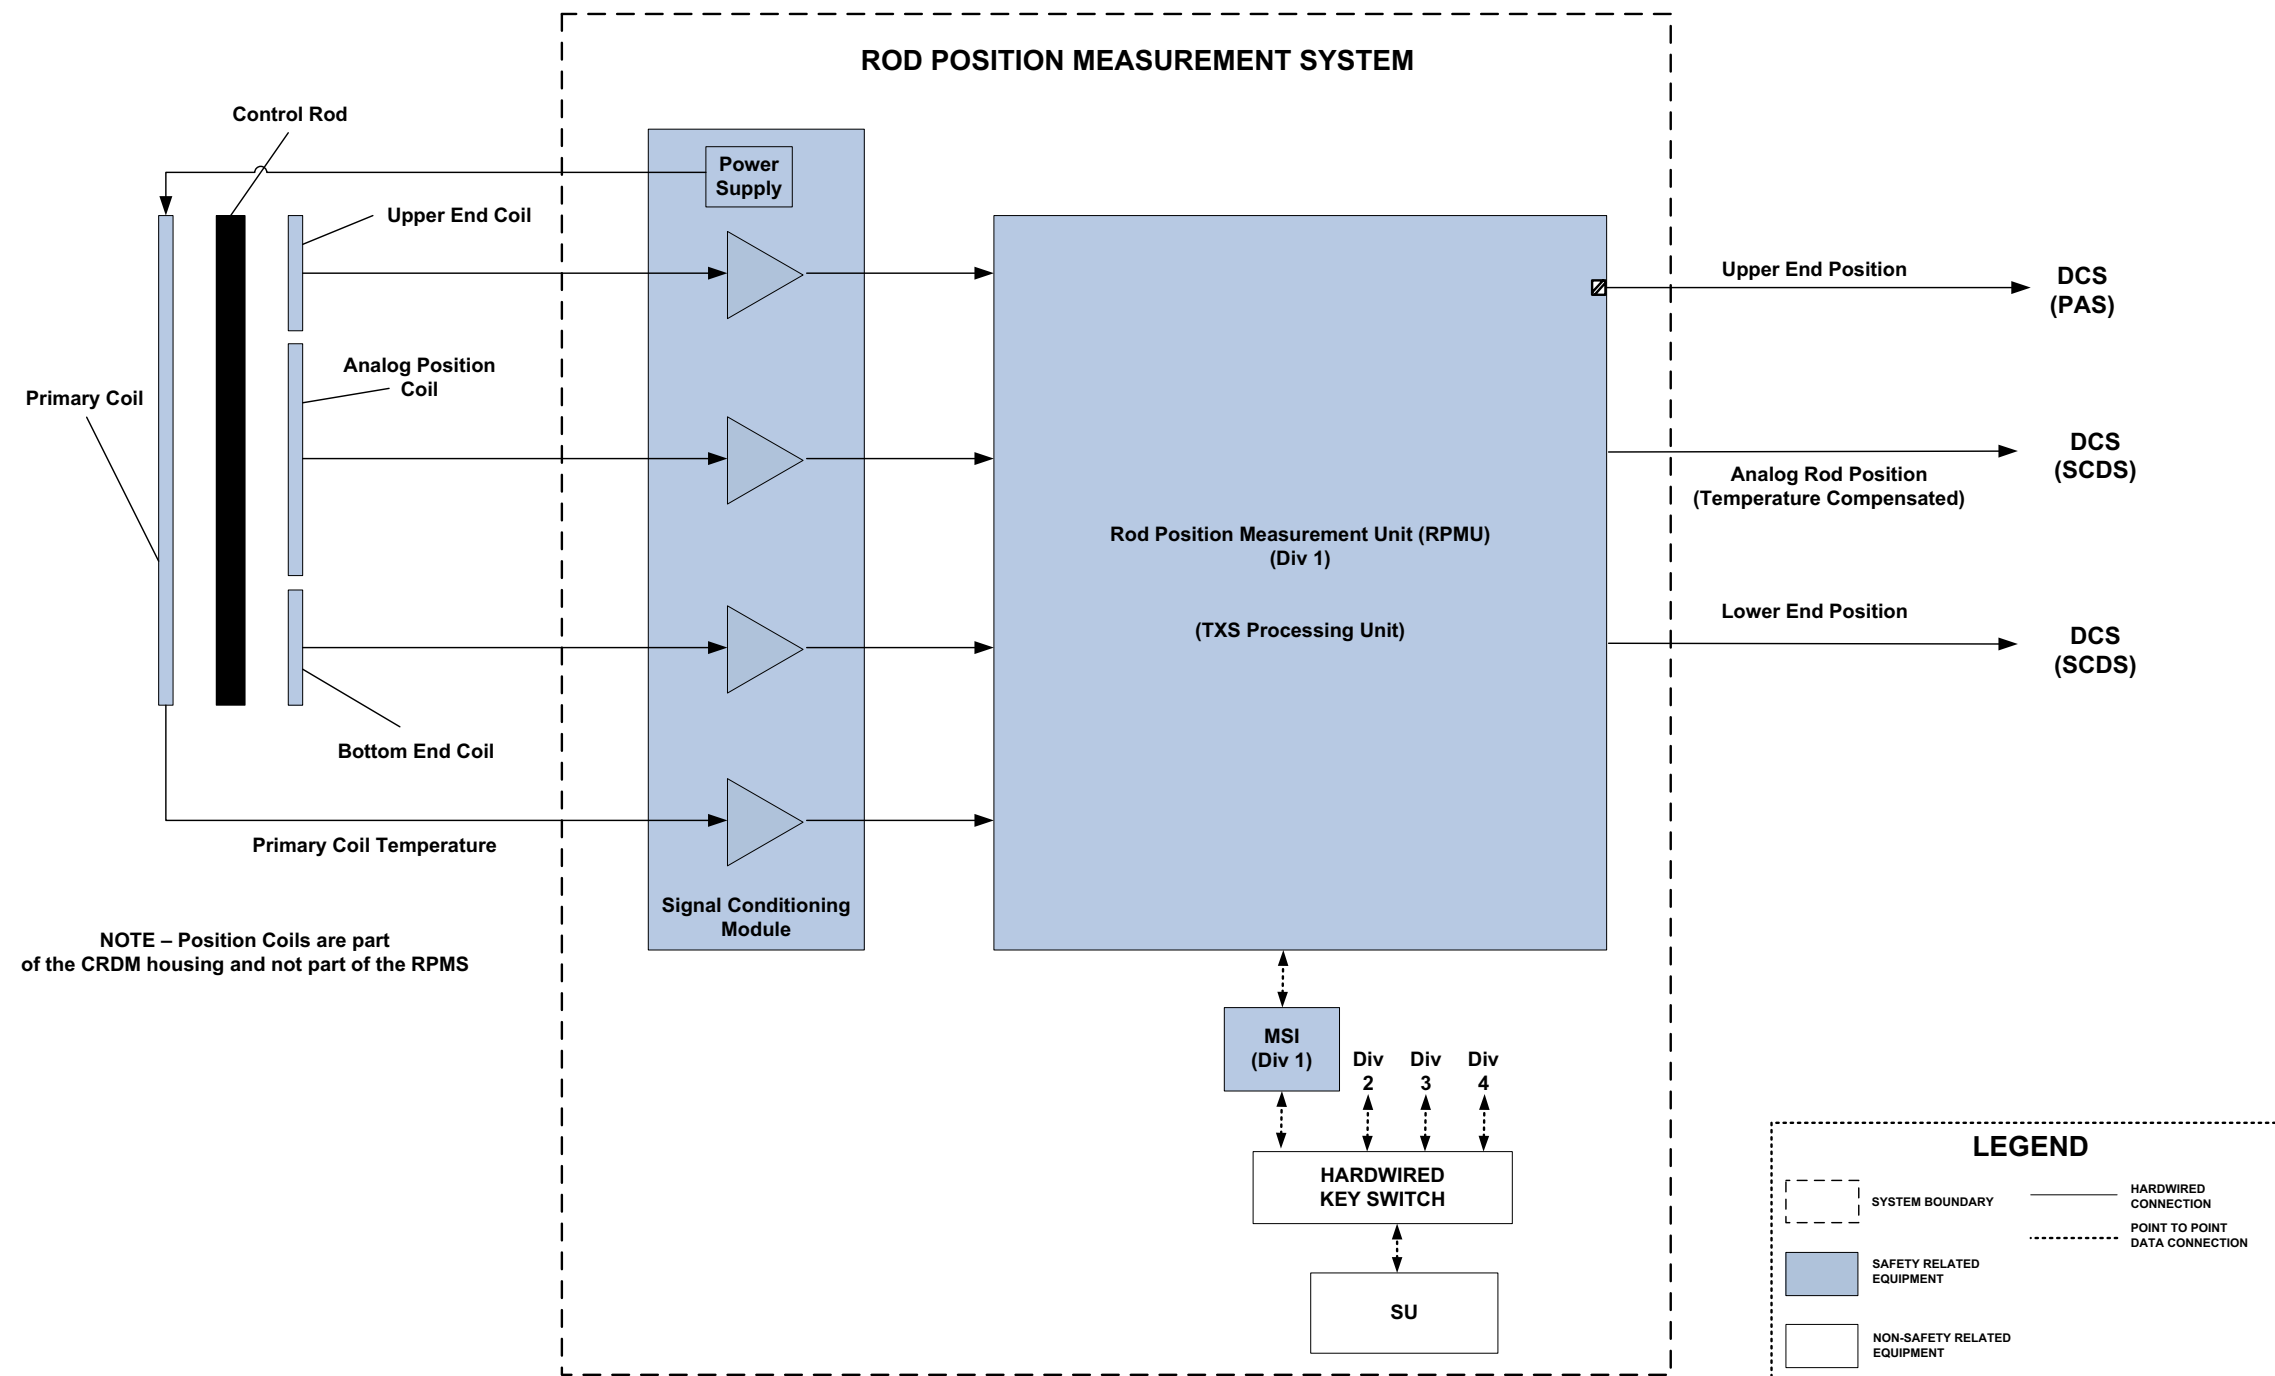 ROD POSITION MEASUREMENT SYSTEM
Control Rod
Power
Supply
Upper End Coil
Upper End Position
DCS
(PAS)
Analog Position
Coil
Primary Coil
DCS
(SCDS)
Analog Rod Position
(Temperature Compensated)
Rod Position Measurement Unit (RPMU)
(Div 1)
(TXS Processing Unit)
Lower End Position
DCS
(SCDS)
Bottom End Coil
Primary Coil Temperature
Signal Conditioning
Module
NOTE – Position Coils are part
of the CRDM housing and not part of the RPMS
MSI
(Div 1)
Div
2
Div
3
Div
4
HARDWIRED
KEY SWITCH
SU
LEGEND
SYSTEM BOUNDARY
HARDWIRED
CONNECTION
POINT TO POINT
DATA CONNECTION
SAFETY RELATED
EQUIPMENT
NON-SAFETY RELATED
EQUIPMENT